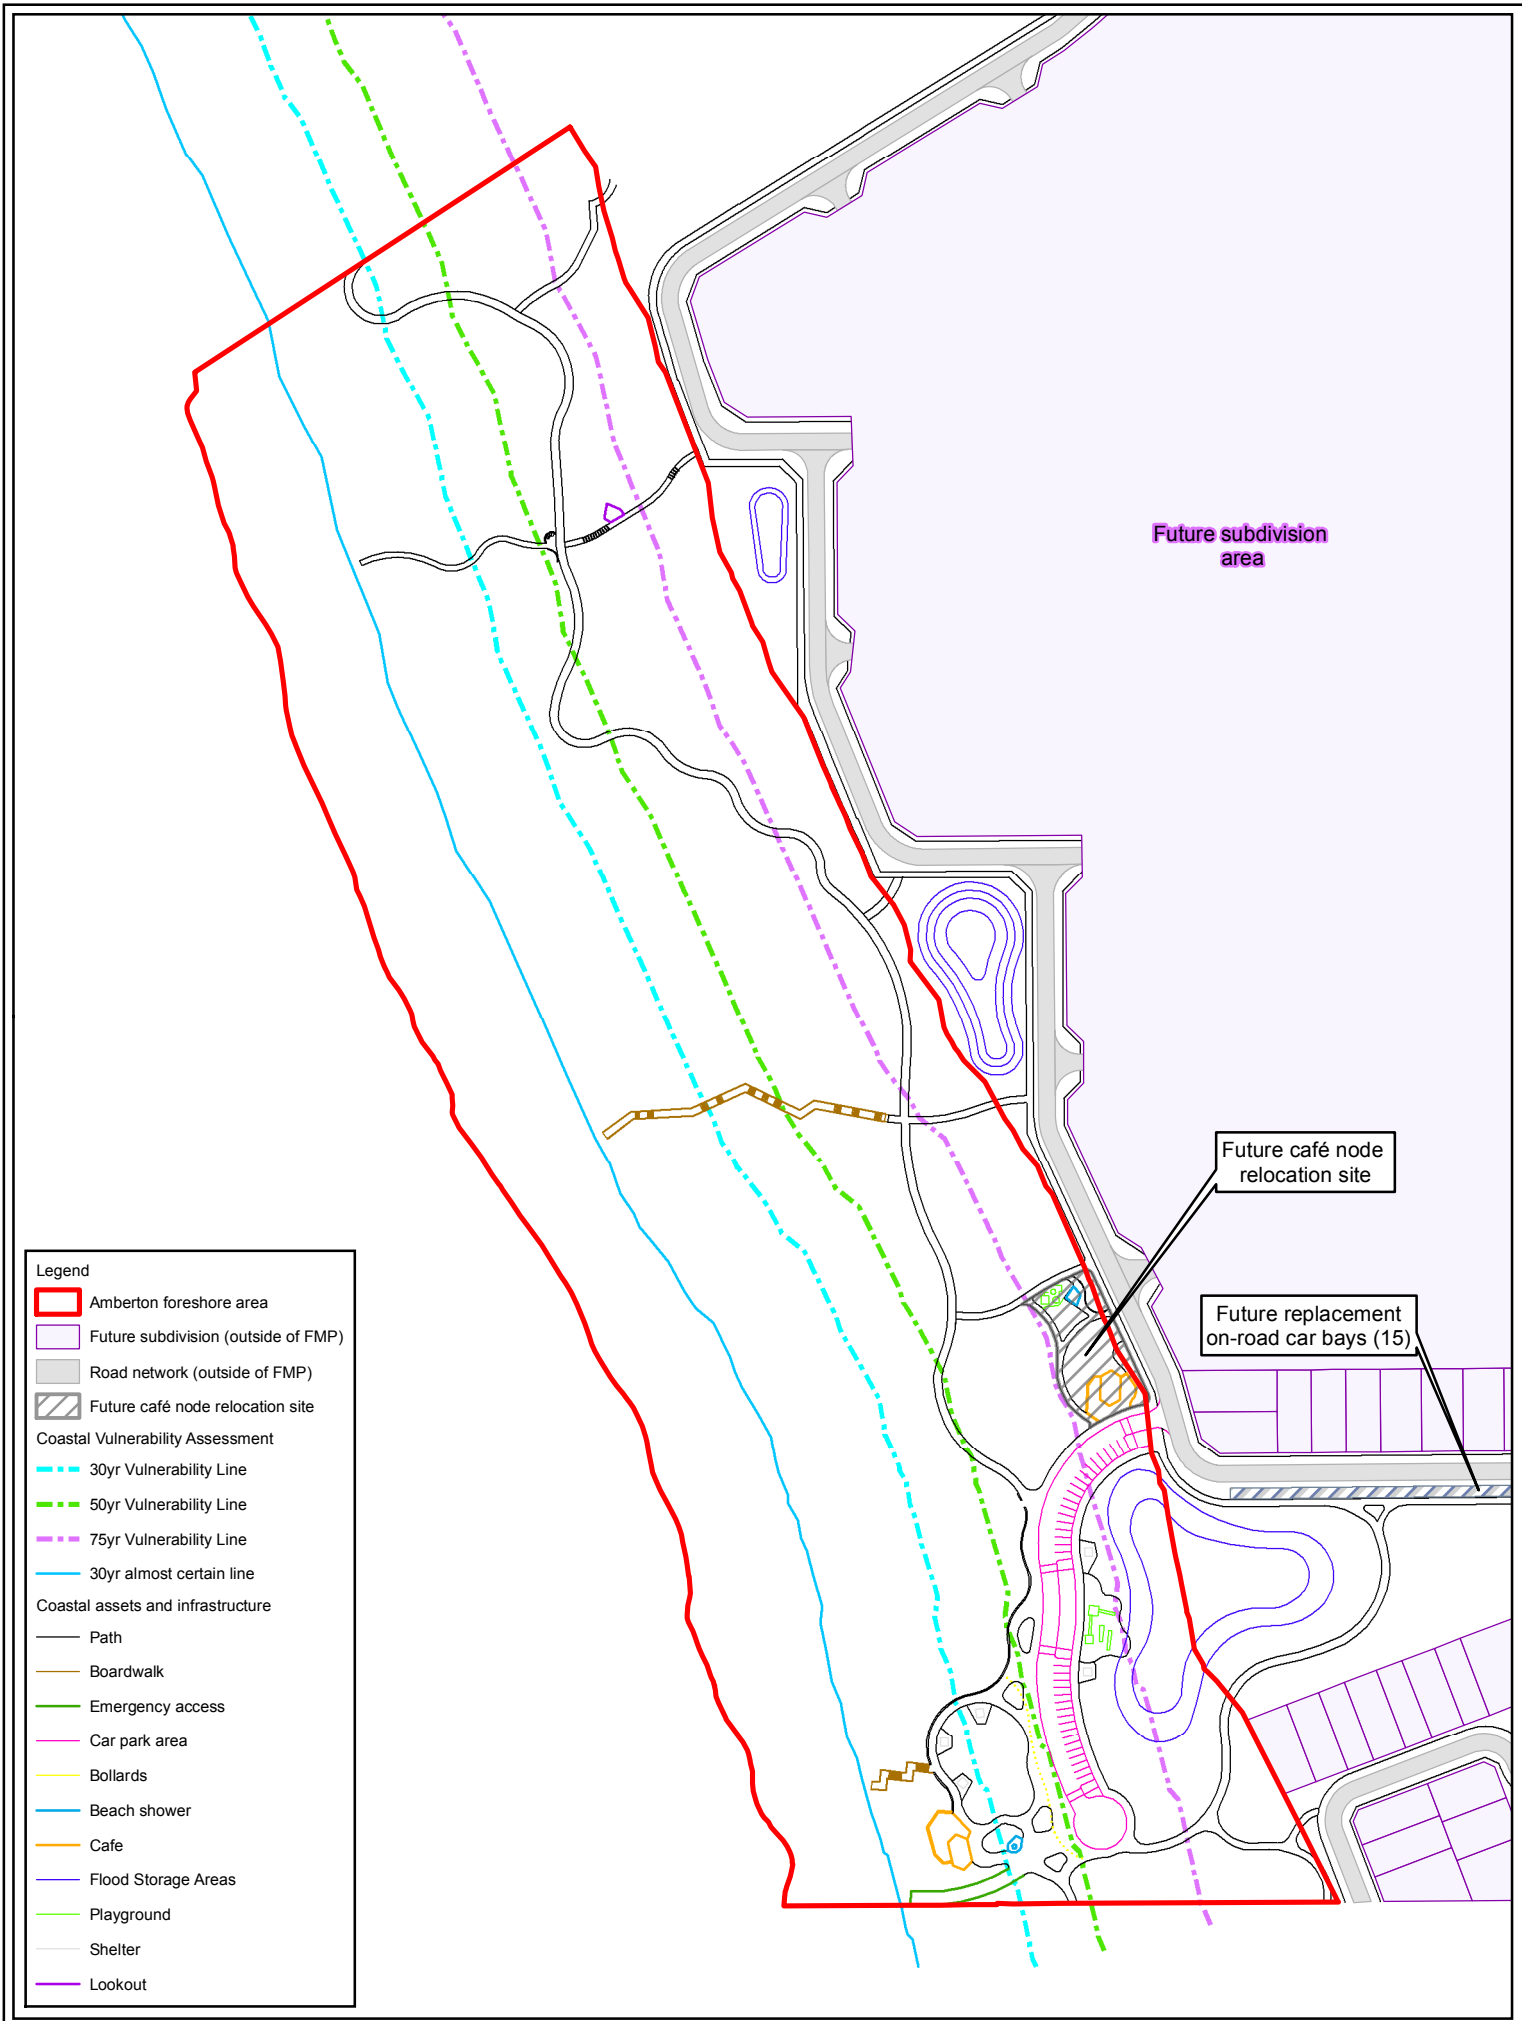 Future subdivision
area
Future café node
relocation site
Future replacement
on-road car bays (15)
Legend
Amberton foreshore area
Future subdivision (outside of FMP)
Road network (outside of FMP)
Future café node relocation site
Coastal Vulnerability Assessment
30yr Vulnerability Line
50yr Vulnerability Line
75yr Vulnerability Line
30yr almost certain line
Coastal assets and infrastructure
Path
Boardwalk
Emergency access
Car park area
Bollards
Beach shower
Cafe
Flood Storage Areas
Playground
Shelter
Lookout